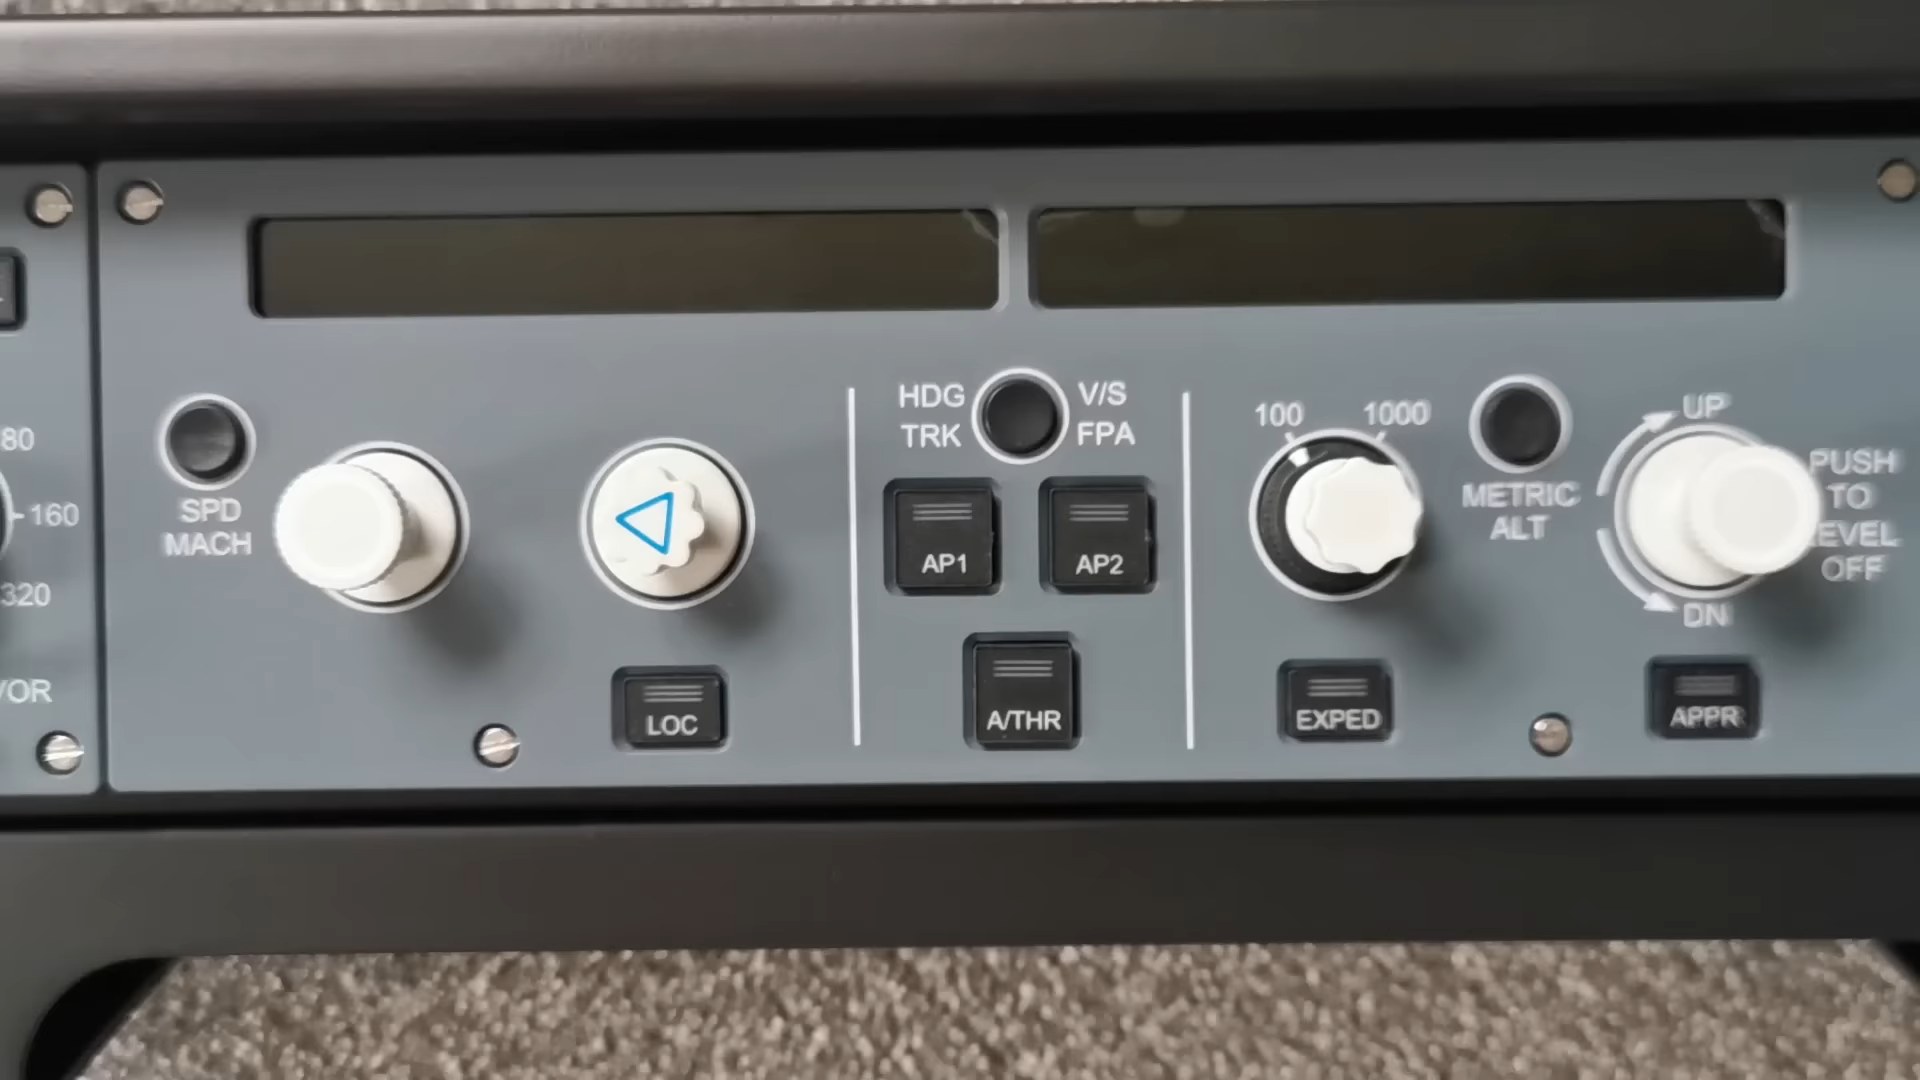 80
160
320
VOR
SPD
MACH
LOC
HDG
TRK
V/S
FPA
AP1
AP2
A/THR
100
1000
METRIC
ALT
EXPED
UP
DN
PUSH
TO
LEVEL
OFF
APPR